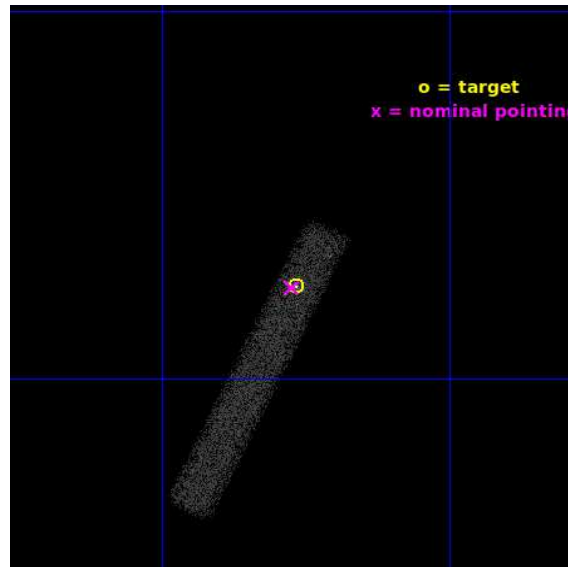 o = target
x = nominal pointin